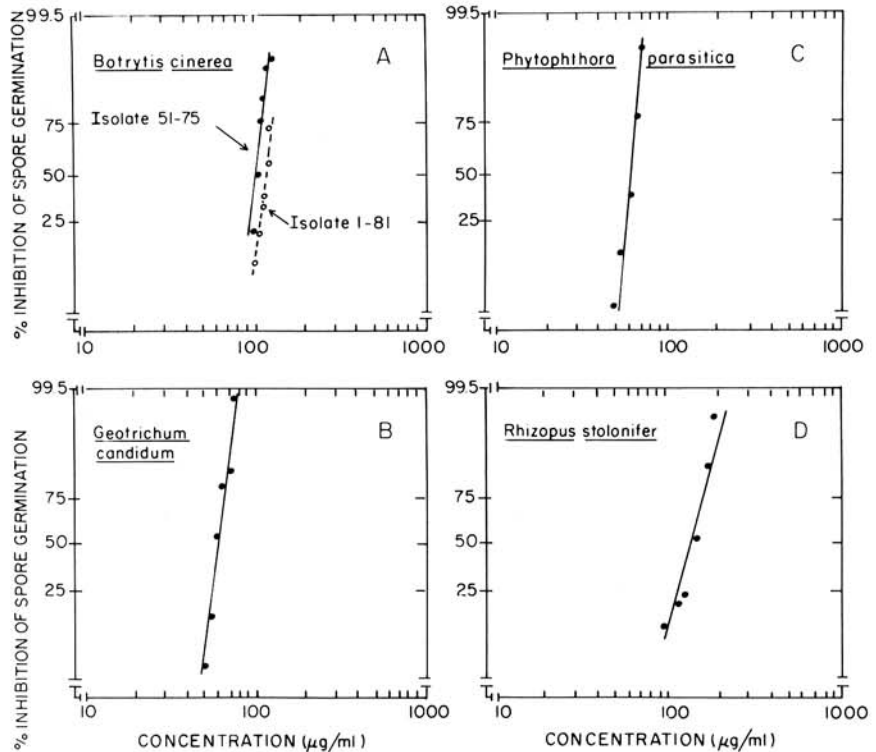 % INHIBITION OF SPORE GERMINATION
99.5
75
50
25
Botrytis cinerea
A
Isolate 51-75
Isolate 1-81
10
100
1000
99.5
75
50
25
Phytophthora parasitica
C
10
100
1000
% INHIBITION OF SPORE GERMINATION
99.5
75
50
25
Geotrichum
candidum
B
10
100
1000
CONCENTRATION (μg/ml)
99.5
75
50
25
Rhizopus stolonifer
D
10
100
1000
CONCENTRATION (μg/ml)